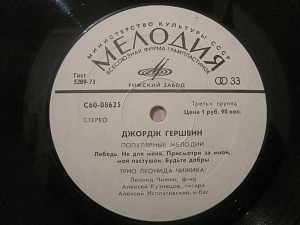 МИНИСТЕРСТВО КУЛЬТУРЫ СССР
МЕЛОДИЯ
ВСЕСОЮЗНАЯ ФИРМА ГРАМПЛАСТИНОК
Гост
5289-73
33
РИЖСКИЙ ЗАВОД
С60-08625
СТЕРЕО
Третья группа
Цена 1 руб. 90 коп.
ДЖОРДЖ ГЕРШВИН
ПОПУЛЯРНЫЕ МЕЛОДИИ
Лебедь. Не для меня. Присмотри за мной,
мой пастушок. Будьте добры
ТРИО ЛЕОНИДА ЧИЖИКА:
Леонид Чижик, ф-но
Алексей Кузнецов, гитара
Алексей Исплатовский, к-бас